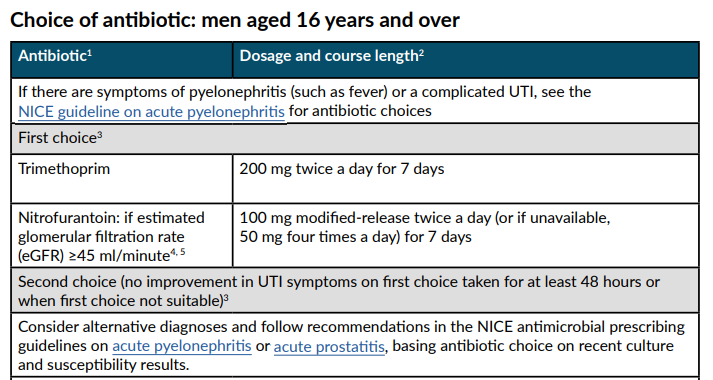 Choice of antibiotic: men aged 16 years and over
Antibiotic¹ Dosage and course length²
If there are symptoms of pyelonephritis (such as fever) or a complicated UTI, see the
NICE guideline on acute pyelonephritis for antibiotic choices
First choice³
Trimethoprim 200 mg twice a day for 7 days
Nitrofurantoin: if estimated 100 mg modified-release twice a day (or if unavailable,
glomerular filtration rate 50 mg four times a day) for 7 days
(eGFR) ≥45 ml/minute⁴˒ ⁵
Second choice (no improvement in UTI symptoms on first choice taken for at least 48 hours or
when first choice not suitable)³
Consider alternative diagnoses and follow recommendations in the NICE antimicrobial prescribing
guidelines on acute pyelonephritis or acute prostatitis, basing antibiotic choice on recent culture
and susceptibility results.